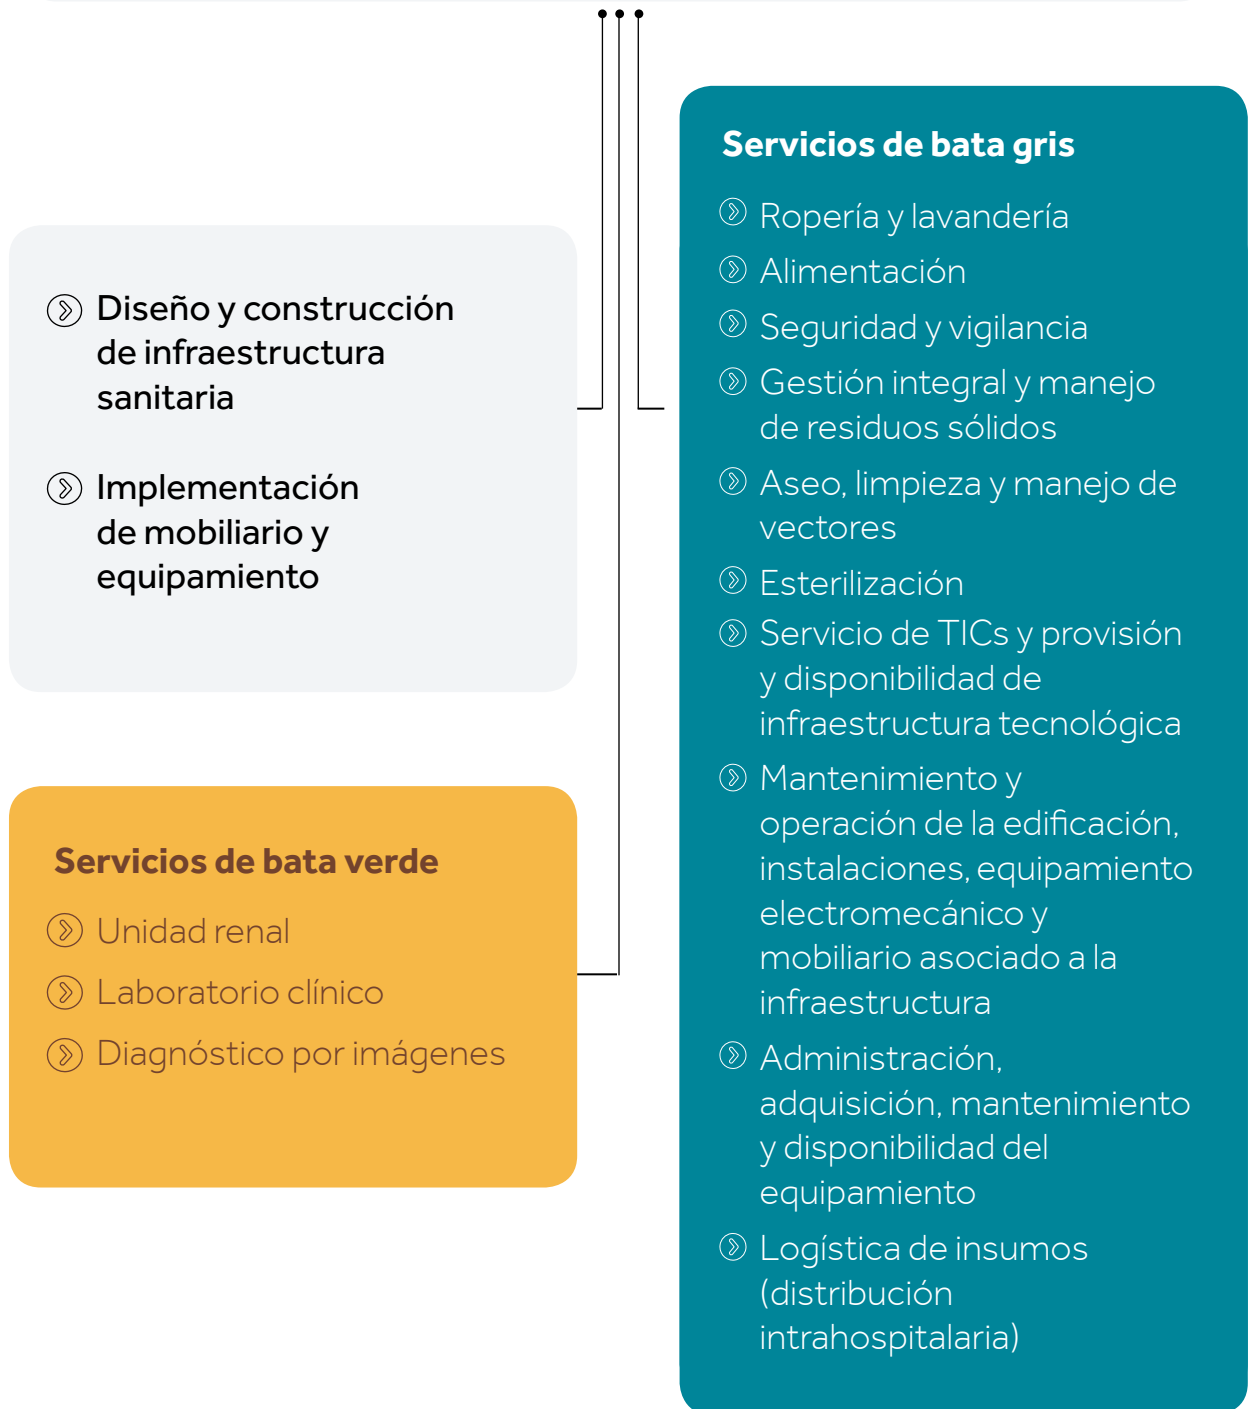 Diseño y construcción
de infraestructura
sanitaria
Implementación
de mobiliario y
equipamiento
Servicios de bata verde
Unidad renal
Laboratorio clínico
Diagnóstico por imágenes
Servicios de bata gris
Ropería y lavandería
Alimentación
Seguridad y vigilancia
Gestión integral y manejo
de residuos sólidos
Aseo, limpieza y manejo de
vectores
Esterilización
Servicio de TICs y provisión
y disponibilidad de
infraestructura tecnológica
Mantenimiento y
operación de la edificación,
instalaciones, equipamiento
electromecánico y
mobiliario asociado a la
infraestructura
Administración,
adquisición, mantenimiento
y disponibilidad del
equipamiento
Logística de insumos
(distribución
intrahospitalaria)